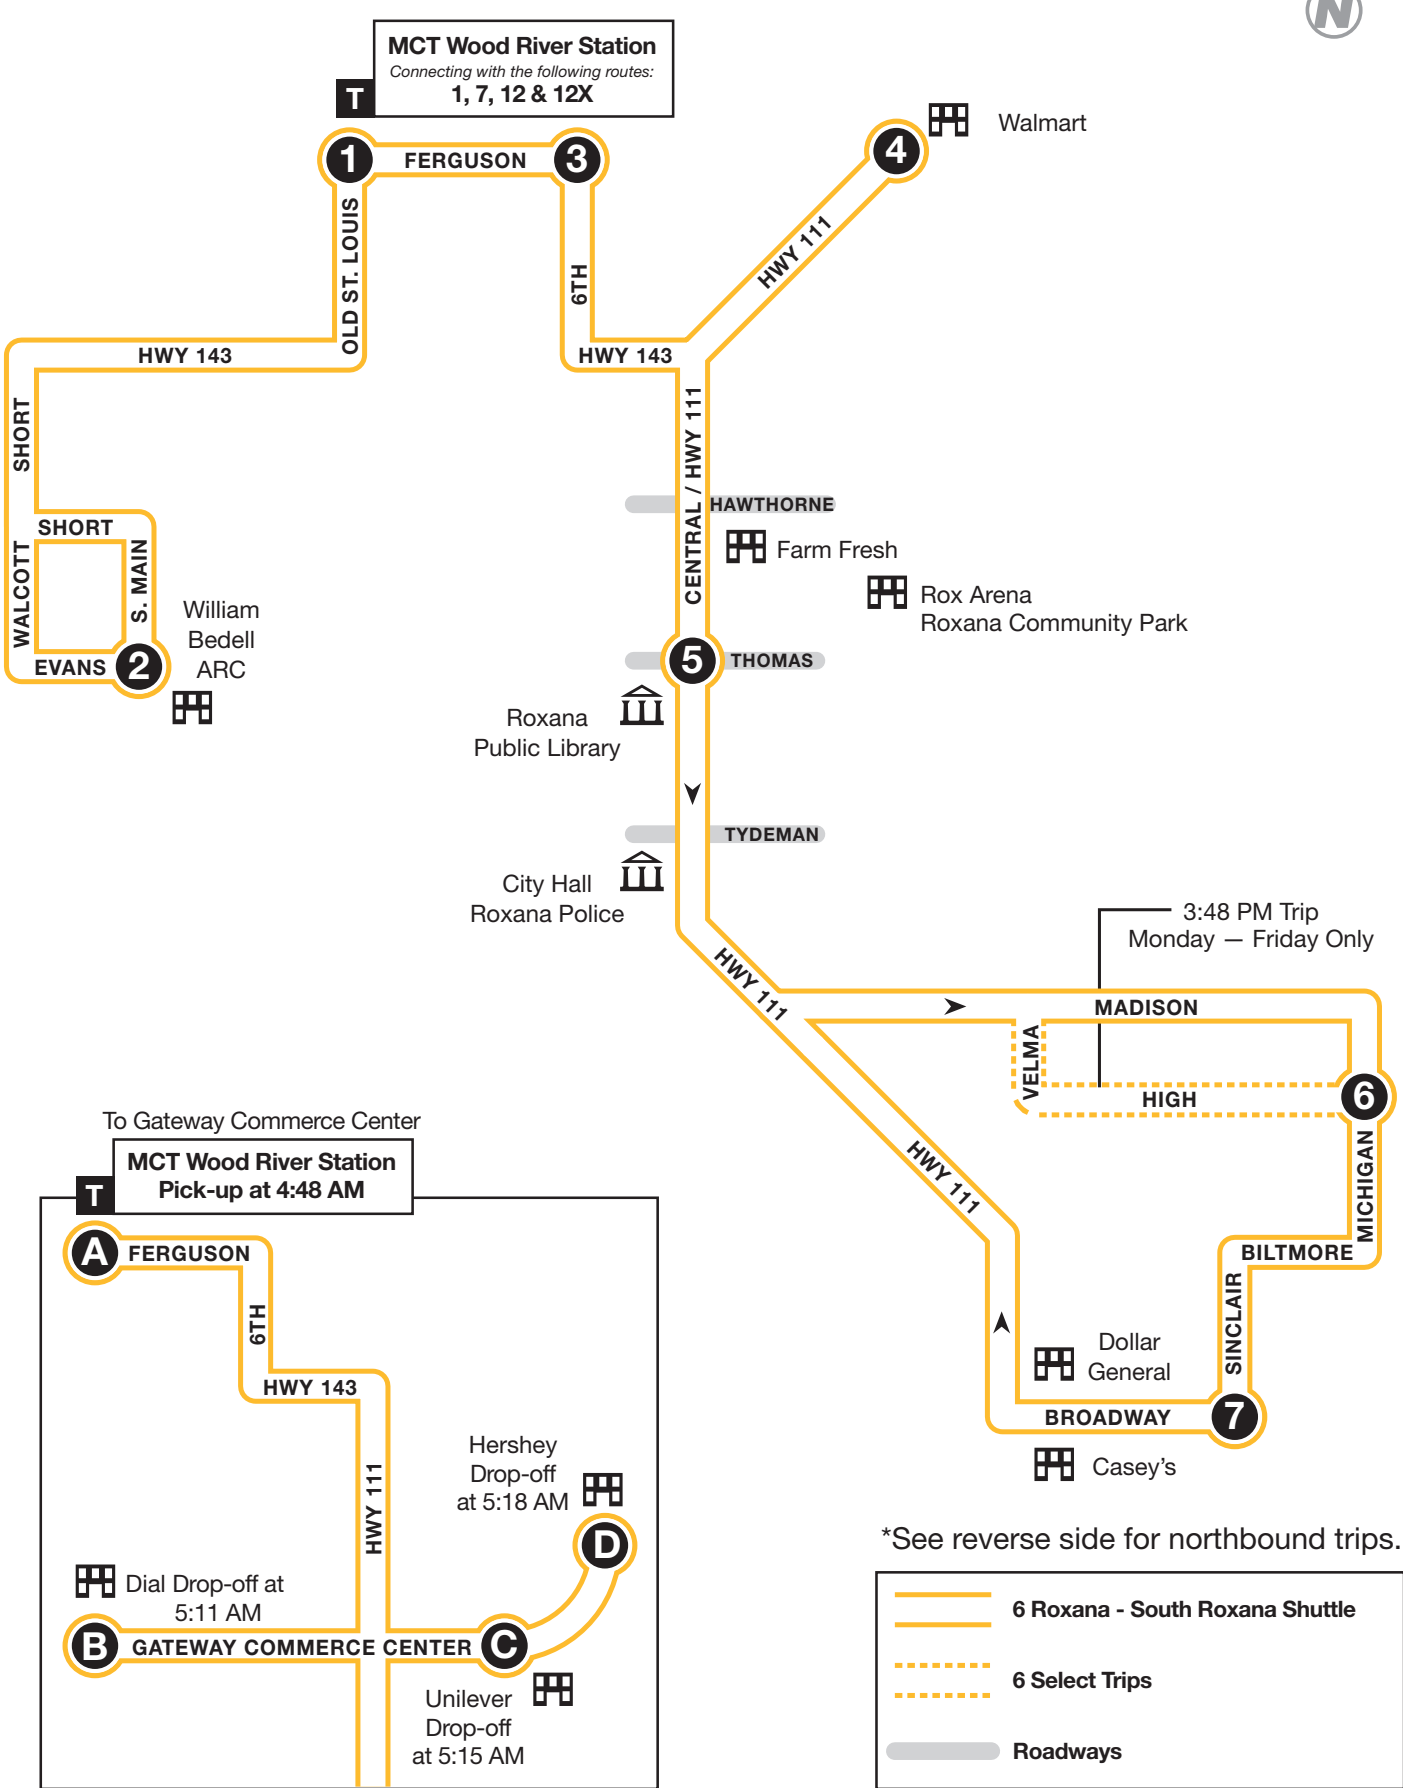 N
MCT Wood River Station
Connecting with the following routes:
1, 7, 12 & 12X
T
1
FERGUSON
3
4
Walmart
OLD ST. LOUIS
6TH
HWY 111
HWY 143
HWY 143
SHORT
CENTRAL / HWY 111
HAWTHORNE
SHORT
Farm Fresh
WALCOTT
S. MAIN
Rox Arena
Roxana Community Park
William
Bedell
ARC
EVANS
2
5
THOMAS
Roxana
Public Library
TYDEMAN
City Hall
Roxana Police
3:48 PM Trip
Monday — Friday Only
HWY 111
MADISON
VELMA
HIGH
6
HWY 111
MICHIGAN
BILTMORE
SINCLAIR
Dollar
General
BROADWAY
7
Casey's
To Gateway Commerce Center
MCT Wood River Station
Pick-up at 4:48 AM
T
A
FERGUSON
6TH
HWY 143
HWY 111
Hershey
Drop-off
at 5:18 AM
D
Dial Drop-off at
5:11 AM
B
GATEWAY COMMERCE CENTER
C
Unilever
Drop-off
at 5:15 AM
*See reverse side for northbound trips.
6 Roxana - South Roxana Shuttle
6 Select Trips
Roadways